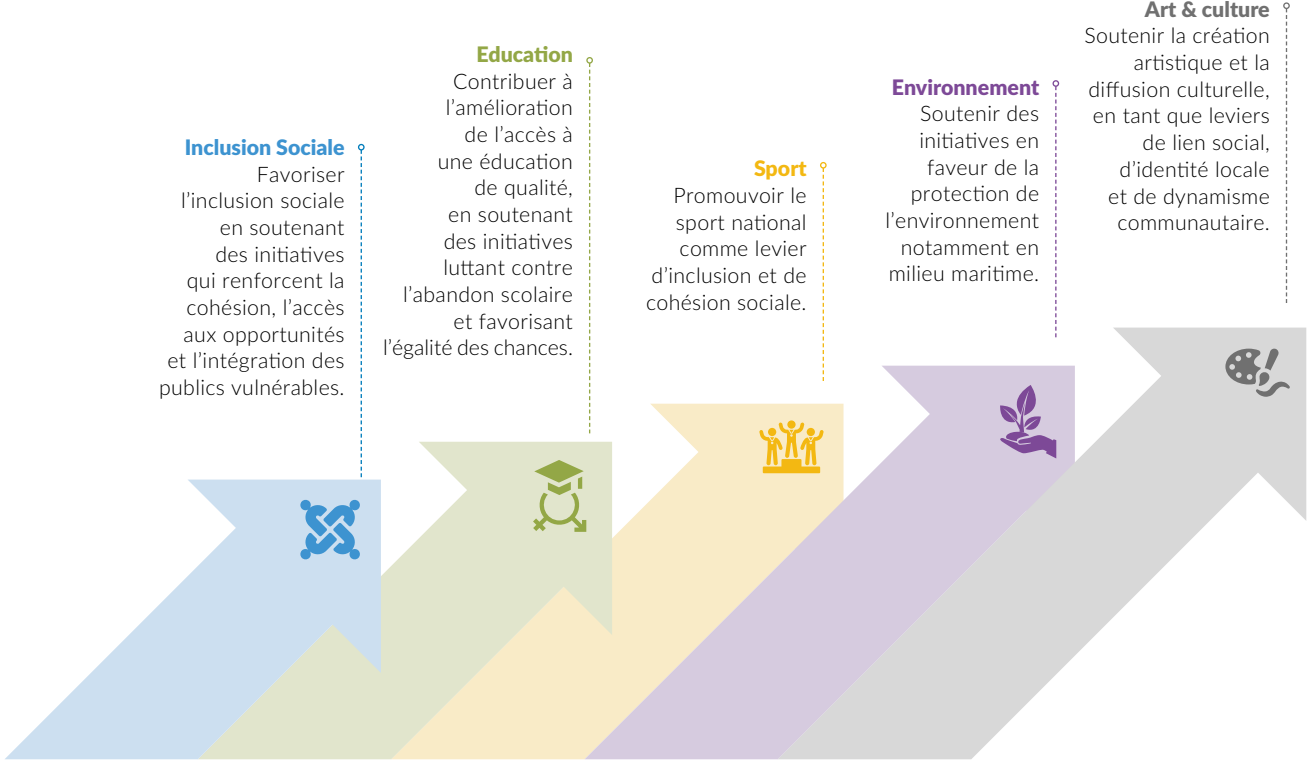 Inclusion Sociale
Favoriser
l'inclusion sociale
en soutenant
des initiatives
qui renforcent la
cohésion, l'accès
aux opportunités
et l'intégration des
publics vulnérables.
Education
Contribuer à
l'amélioration
de l'accès à
une éducation
de qualité,
en soutenant
des initiatives
luttant contre
l'abandon scolaire
et favorisant
l'égalité des chances.
Sport
Promouvoir le
sport national
comme levier
d'inclusion et de
cohésion sociale.
Environnement
Soutenir des
initiatives en
faveur de la
protection de
l'environnement
notamment en
milieu maritime.
Art & culture
Soutenir la création
artistique et la
diffusion culturelle,
en tant que leviers
de lien social,
d'identité locale
et de dynamisme
communautaire.